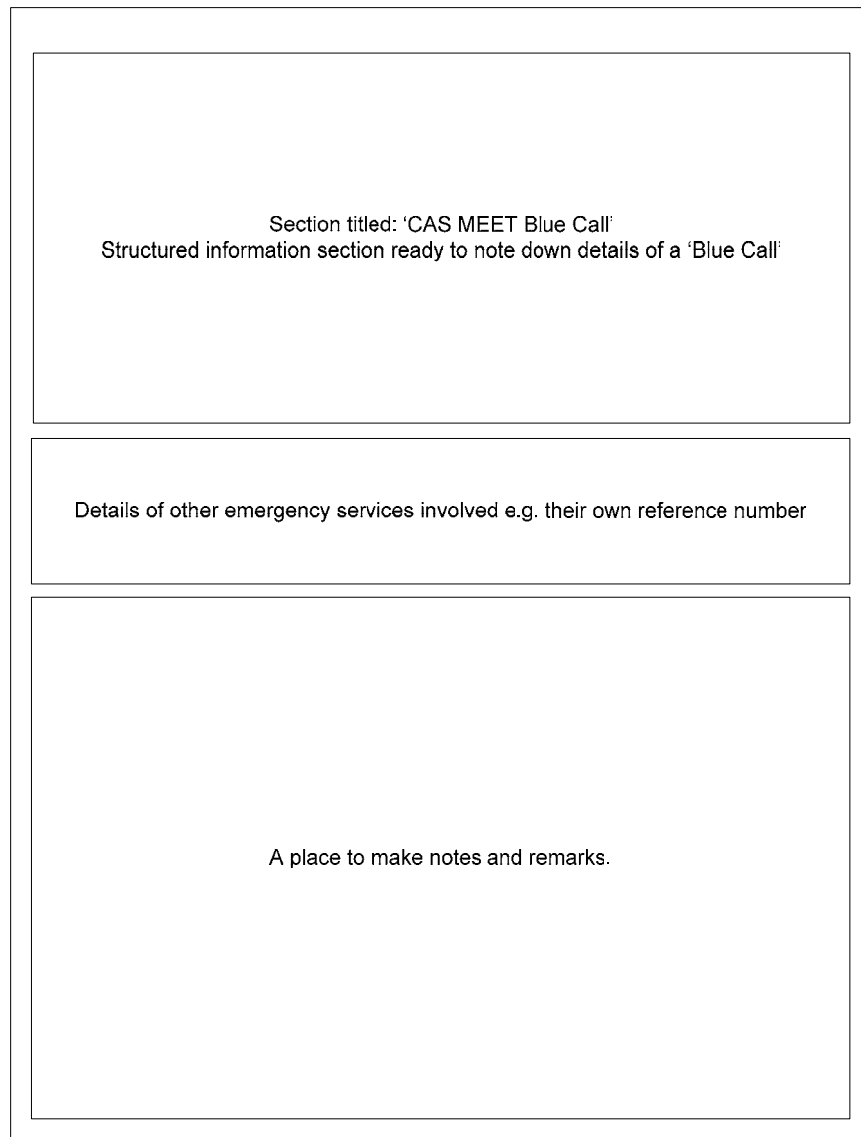 Section titled: ‘CAS MEET Blue Call’
Structured information section ready to note down details of a ‘Blue Call’
Details of other emergency services involved e.g. their own reference number
A place to make notes and remarks.